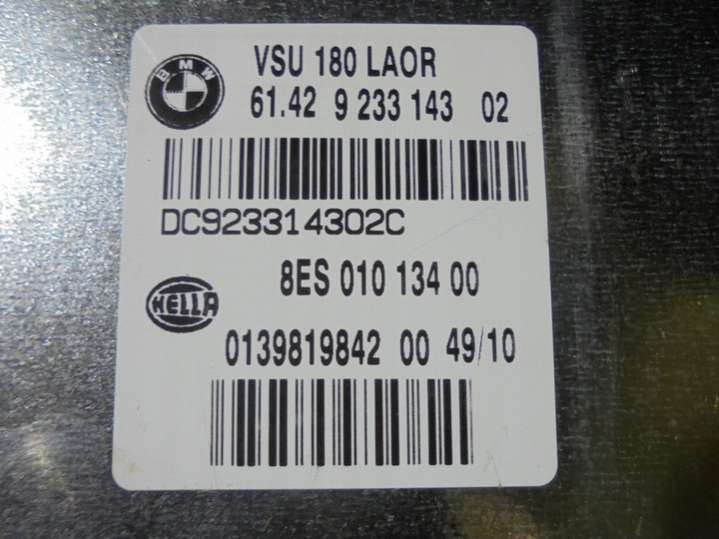 BMW
VSU 180 LAOR
61.42 9 233 143 02
DC923314302C
8ES 010 134 00
HELLA
0139819842 00 49/10